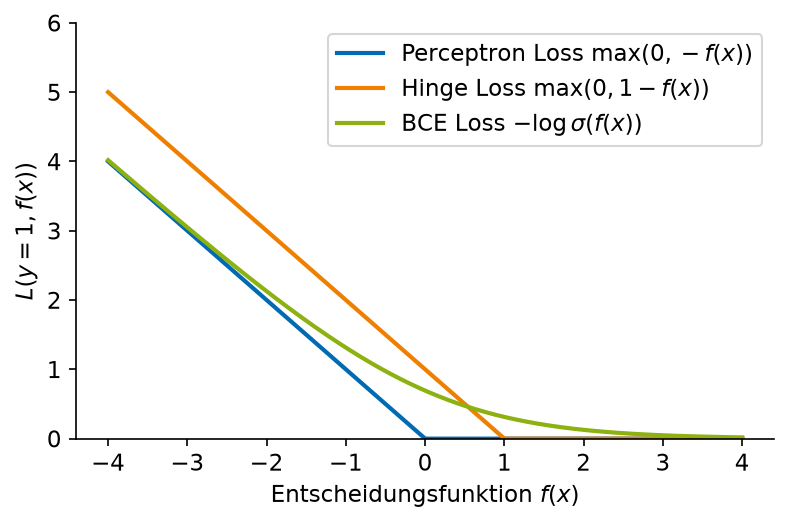 6
5
4
3
2
1
0
L(y = 1, f(x))
Perceptron Loss max(0, −f(x))
Hinge Loss max(0, 1 − f(x))
BCE Loss −log σ(f(x))
−4 −3 −2 −1 0 1 2 3 4
Entscheidungsfunktion f(x)